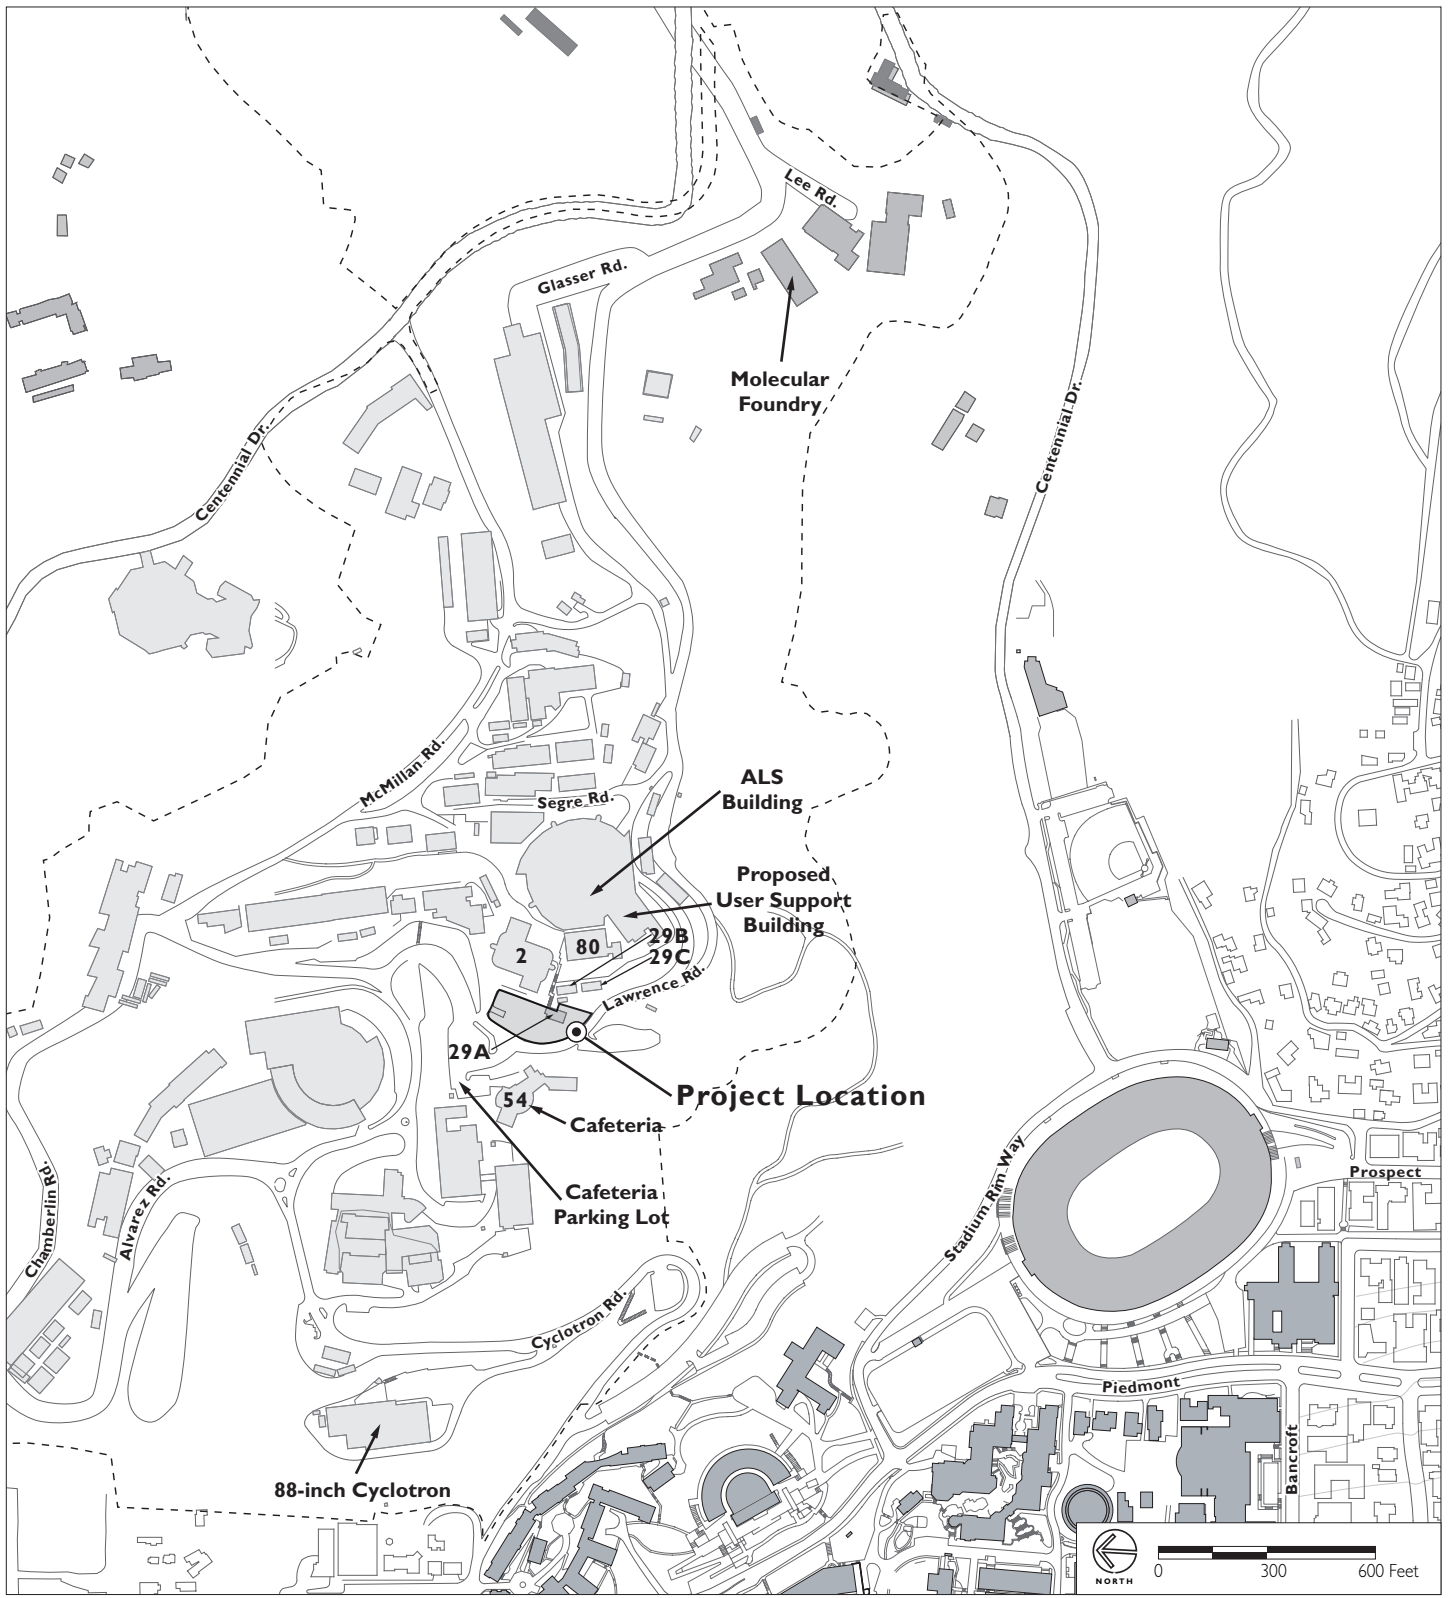 Lee Rd.
Glasser Rd.
Molecular
Foundry
Centennial Dr.
Centennial Dr.
McMillan Rd.
ALS
Building
Segre Rd.
Proposed
User Support
Building
29B
2
80
29C
Lawrence Rd.
29A
Project Location
54
Cafeteria
Cafeteria
Parking Lot
Chamberlin Rd.
Alvarez Rd.
Stadium Rim Way
Prospect
Cyclotron Rd.
Piedmont
Bancroft
88-inch Cyclotron
NORTH
0 300 600 Feet